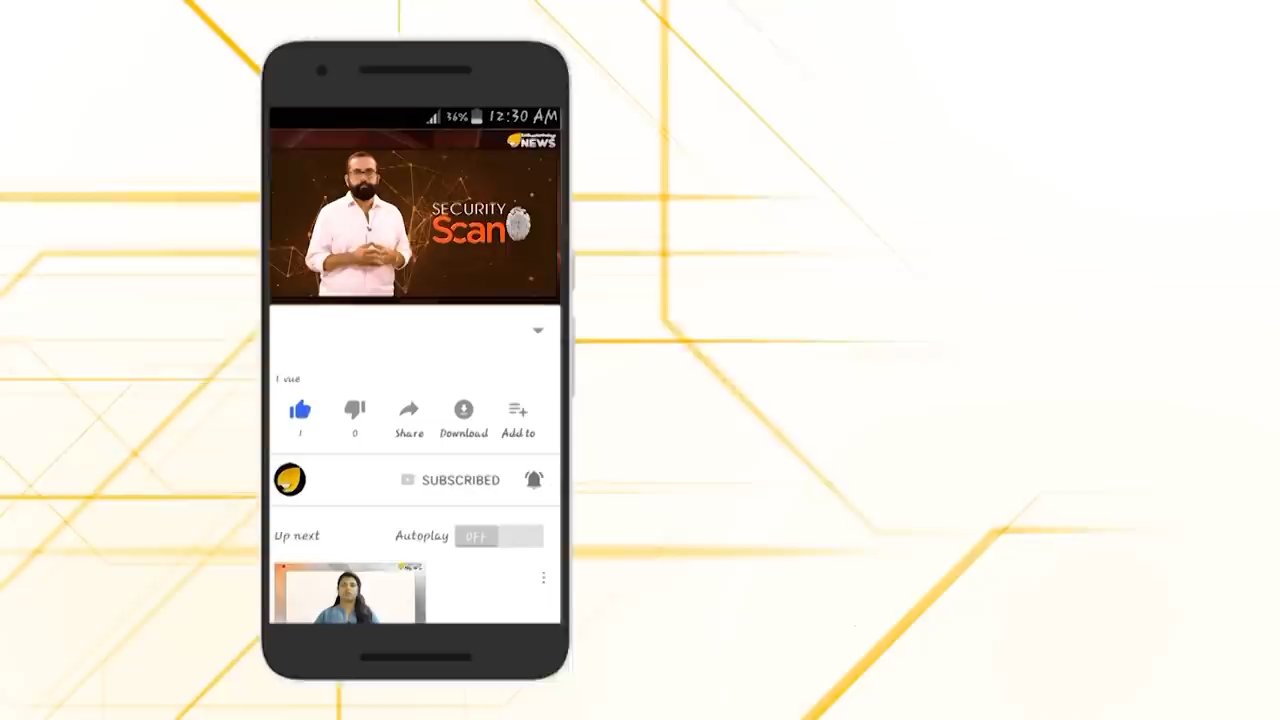 36% 12:30 AM
NEWS
SECURITY
Scan
1 vue
1 0 Share Download Add to
SUBSCRIBED
Up next Autoplay OFF
NEWS